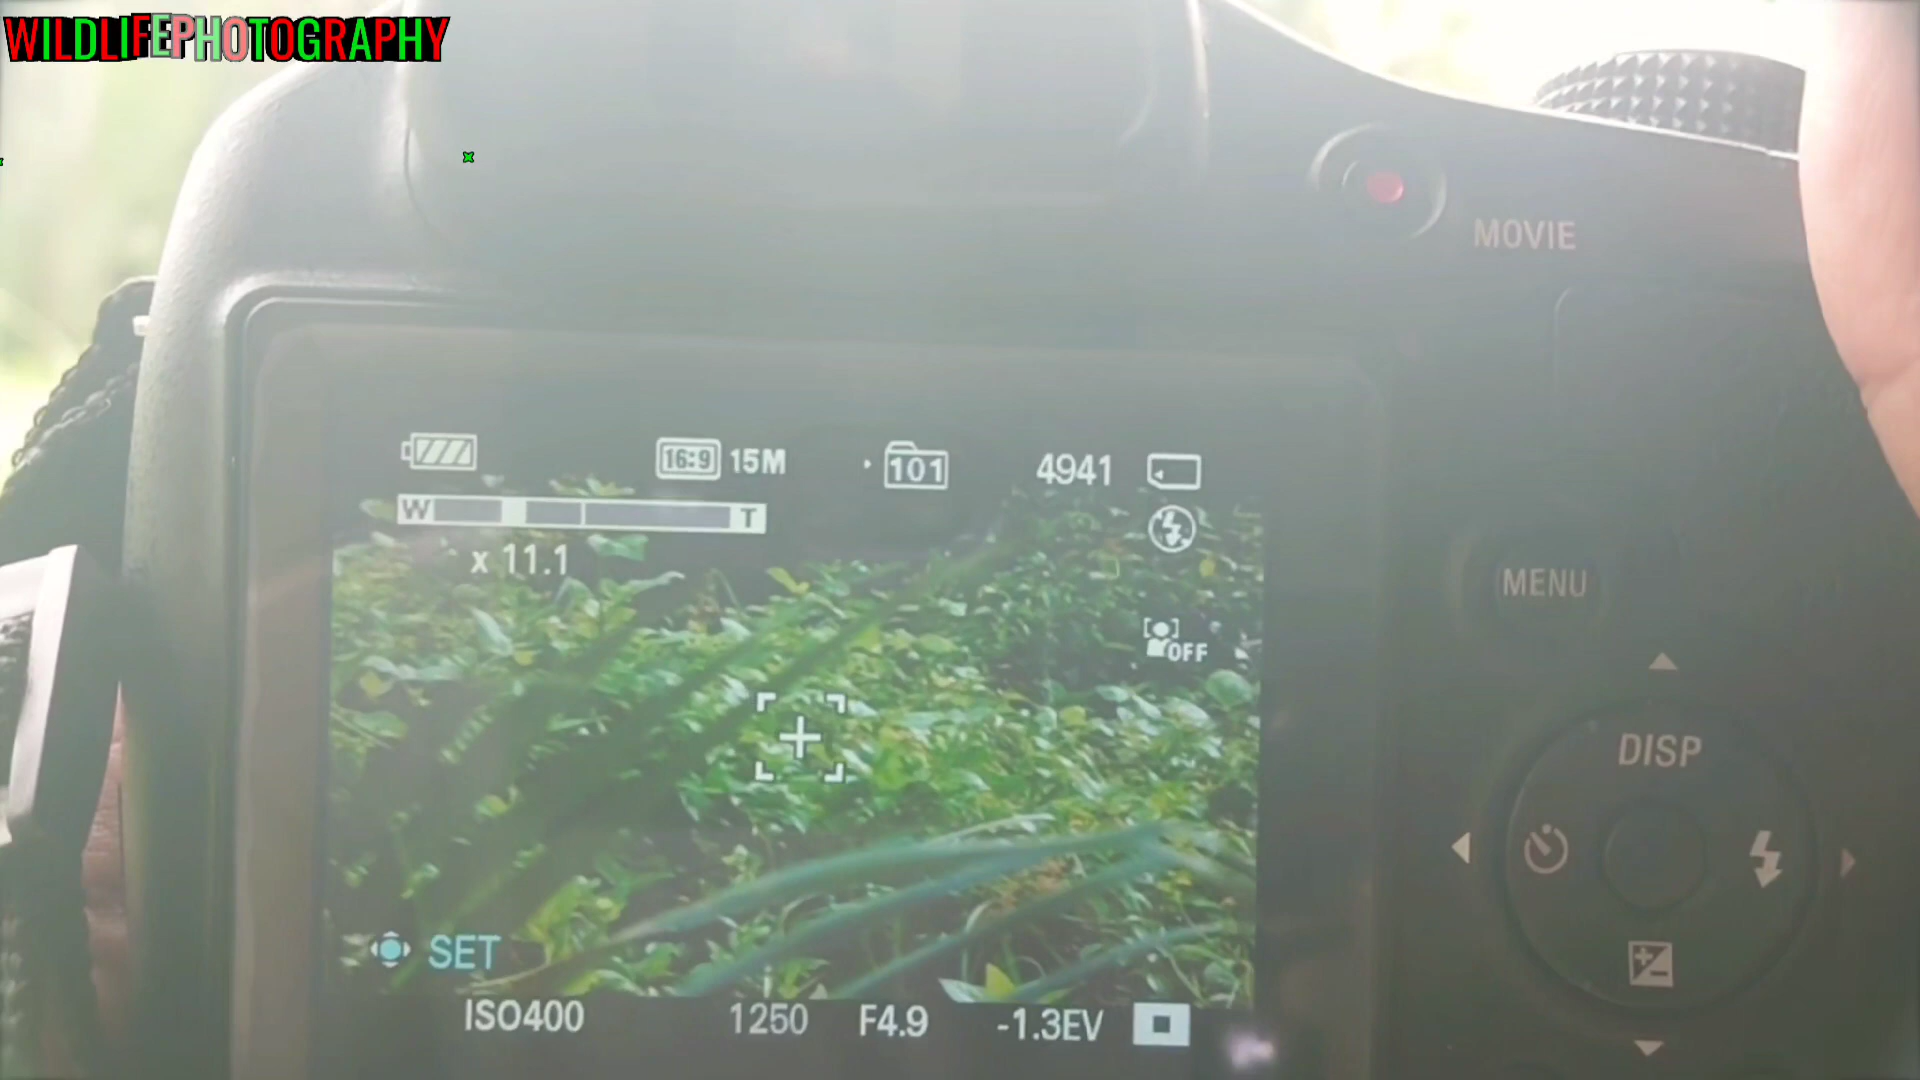 WILDLIFEPHOTOGRAPHY
MOVIE
16:9 15M 101 4941
W T
x 11.1
OFF
MENU
DISP
SET
ISO400 1250 F4.9 -1.3EV